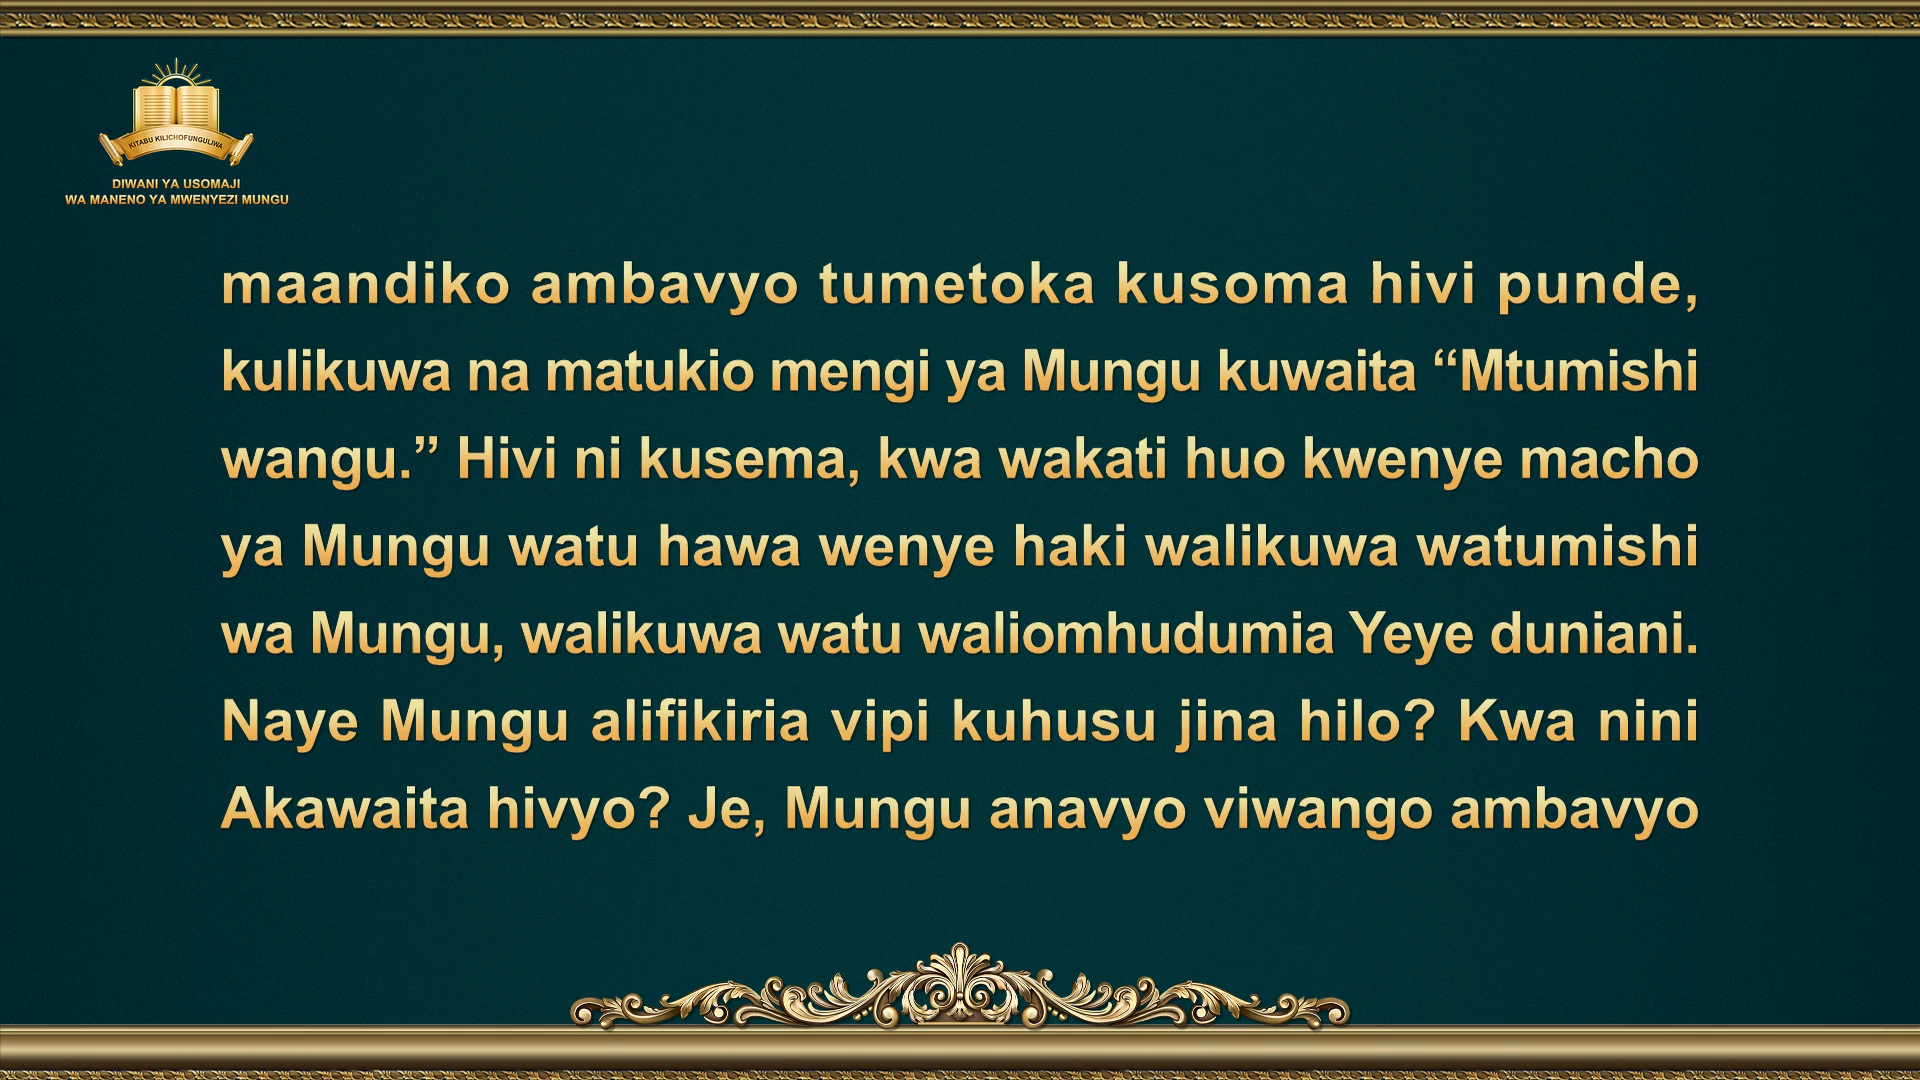 KITABU KILICHOFUNGULIWA
DIWANI YA USOMAJI
WA MANENO YA MWENYEZI MUNGU
maandiko ambavyo tumetoka kusoma hivi punde,
kulikuwa na matukio mengi ya Mungu kuwaita “Mtumishi
wangu.” Hivi ni kusema, kwa wakati huo kwenye macho
ya Mungu watu hawa wenye haki walikuwa watumishi
wa Mungu, walikuwa watu waliomhudumia Yeye duniani.
Naye Mungu alifikiria vipi kuhusu jina hilo? Kwa nini
Akawaita hivyo? Je, Mungu anavyo viwango ambavyo